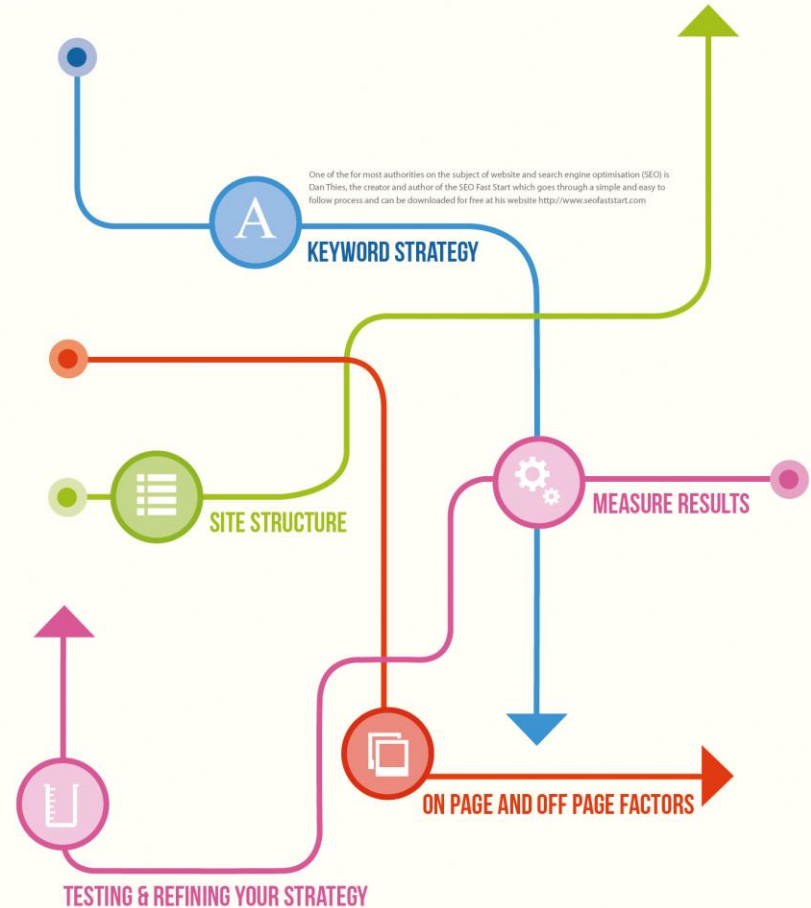 One of the for most authorities on the subject of website and search engine optimisation (SEO) is
Dan Thies, the creator and author of the SEO Fast Start which goes through a simple and easy to
follow process and can be downloaded for free at his website http://www.seofaststart.com
A
KEYWORD STRATEGY
SITE STRUCTURE
MEASURE RESULTS
ON PAGE AND OFF PAGE FACTORS
TESTING & REFINING YOUR STRATEGY